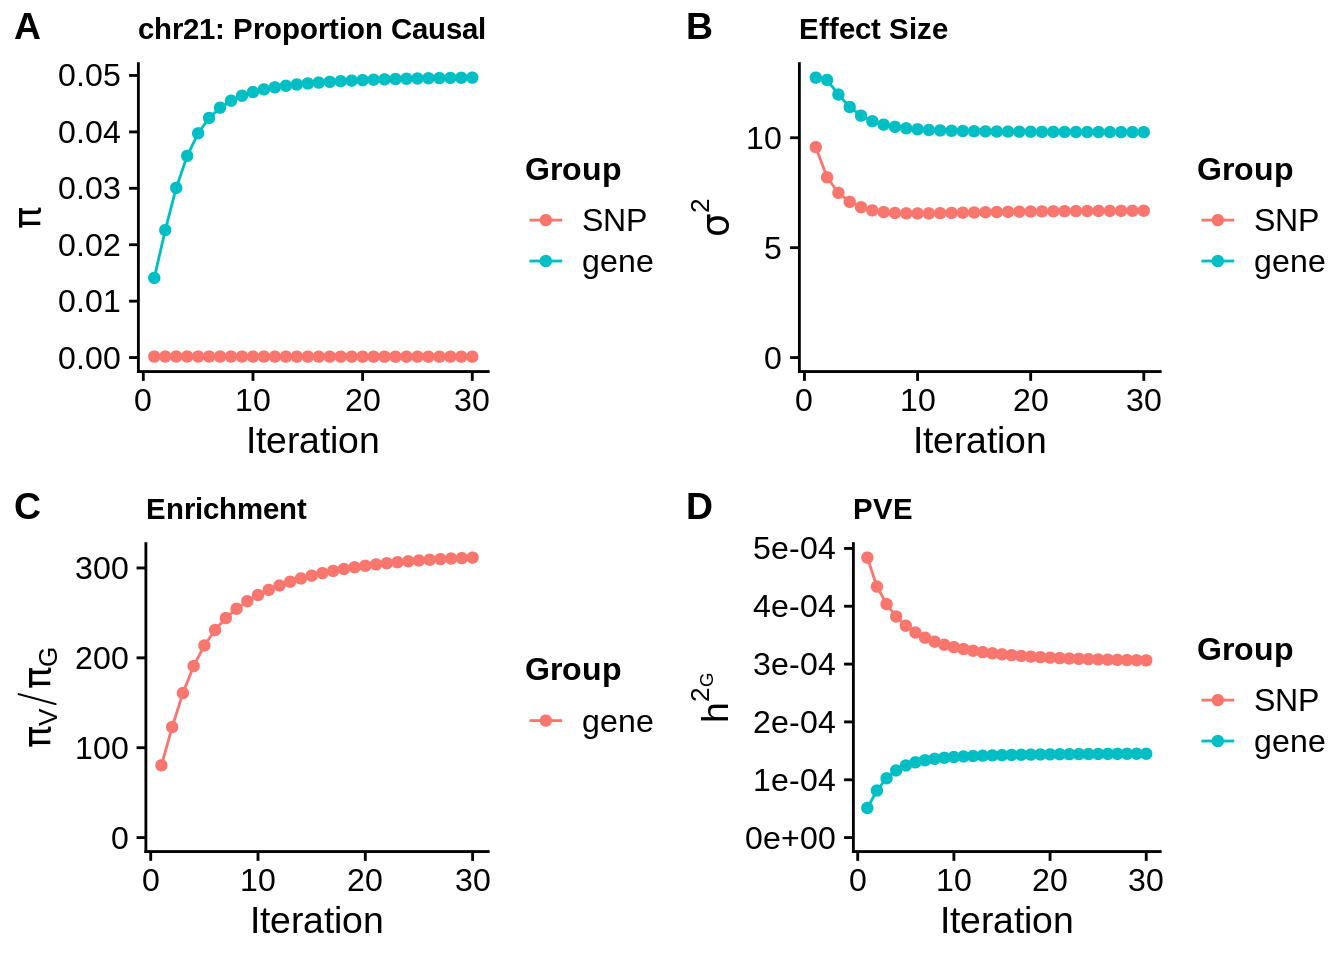 A
chr21: Proportion Causal
π
0.05
0.04
0.03
0.02
0.01
0.00
0 10 20 30
Iteration
Group
SNP
gene
B
Effect Size
σ²
10
5
0
0 10 20 30
Iteration
Group
SNP
gene
C
Enrichment
πV/πG
300
200
100
0
0 10 20 30
Iteration
Group
gene
D
PVE
h²G
5e-04
4e-04
3e-04
2e-04
1e-04
0e+00
0 10 20 30
Iteration
Group
SNP
gene